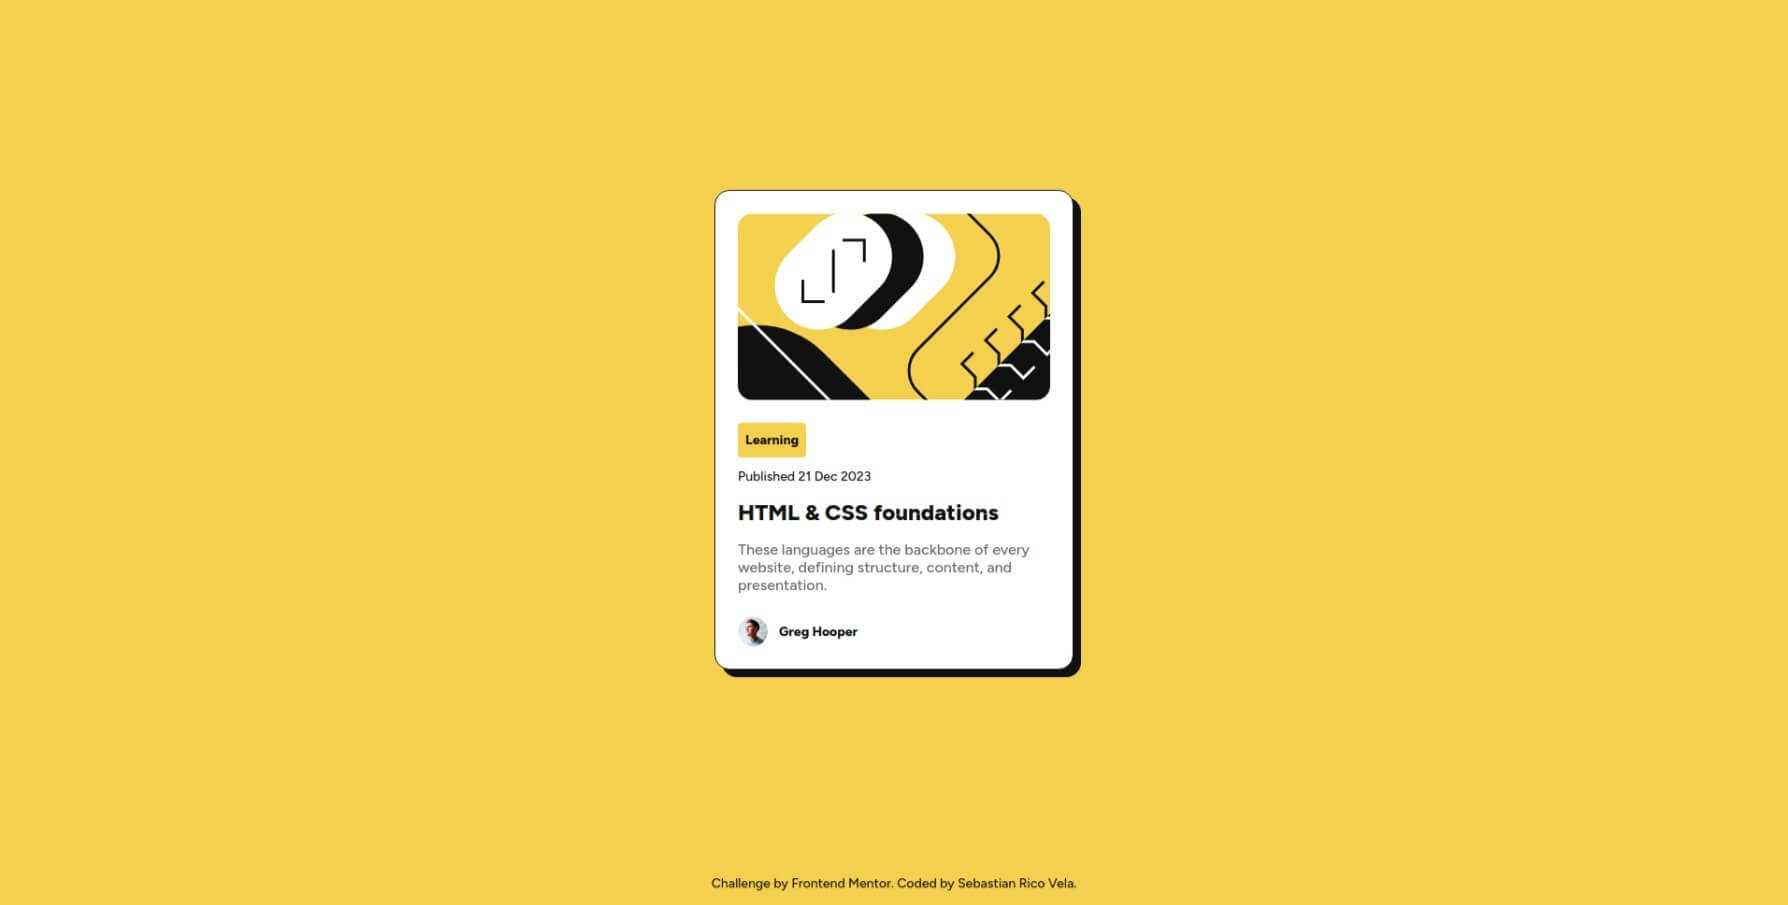 Learning
Published 21 Dec 2023
HTML & CSS foundations
These languages are the backbone of every
website, defining structure, content, and
presentation.
Greg Hooper
Challenge by Frontend Mentor. Coded by Sebastian Rico Vela.